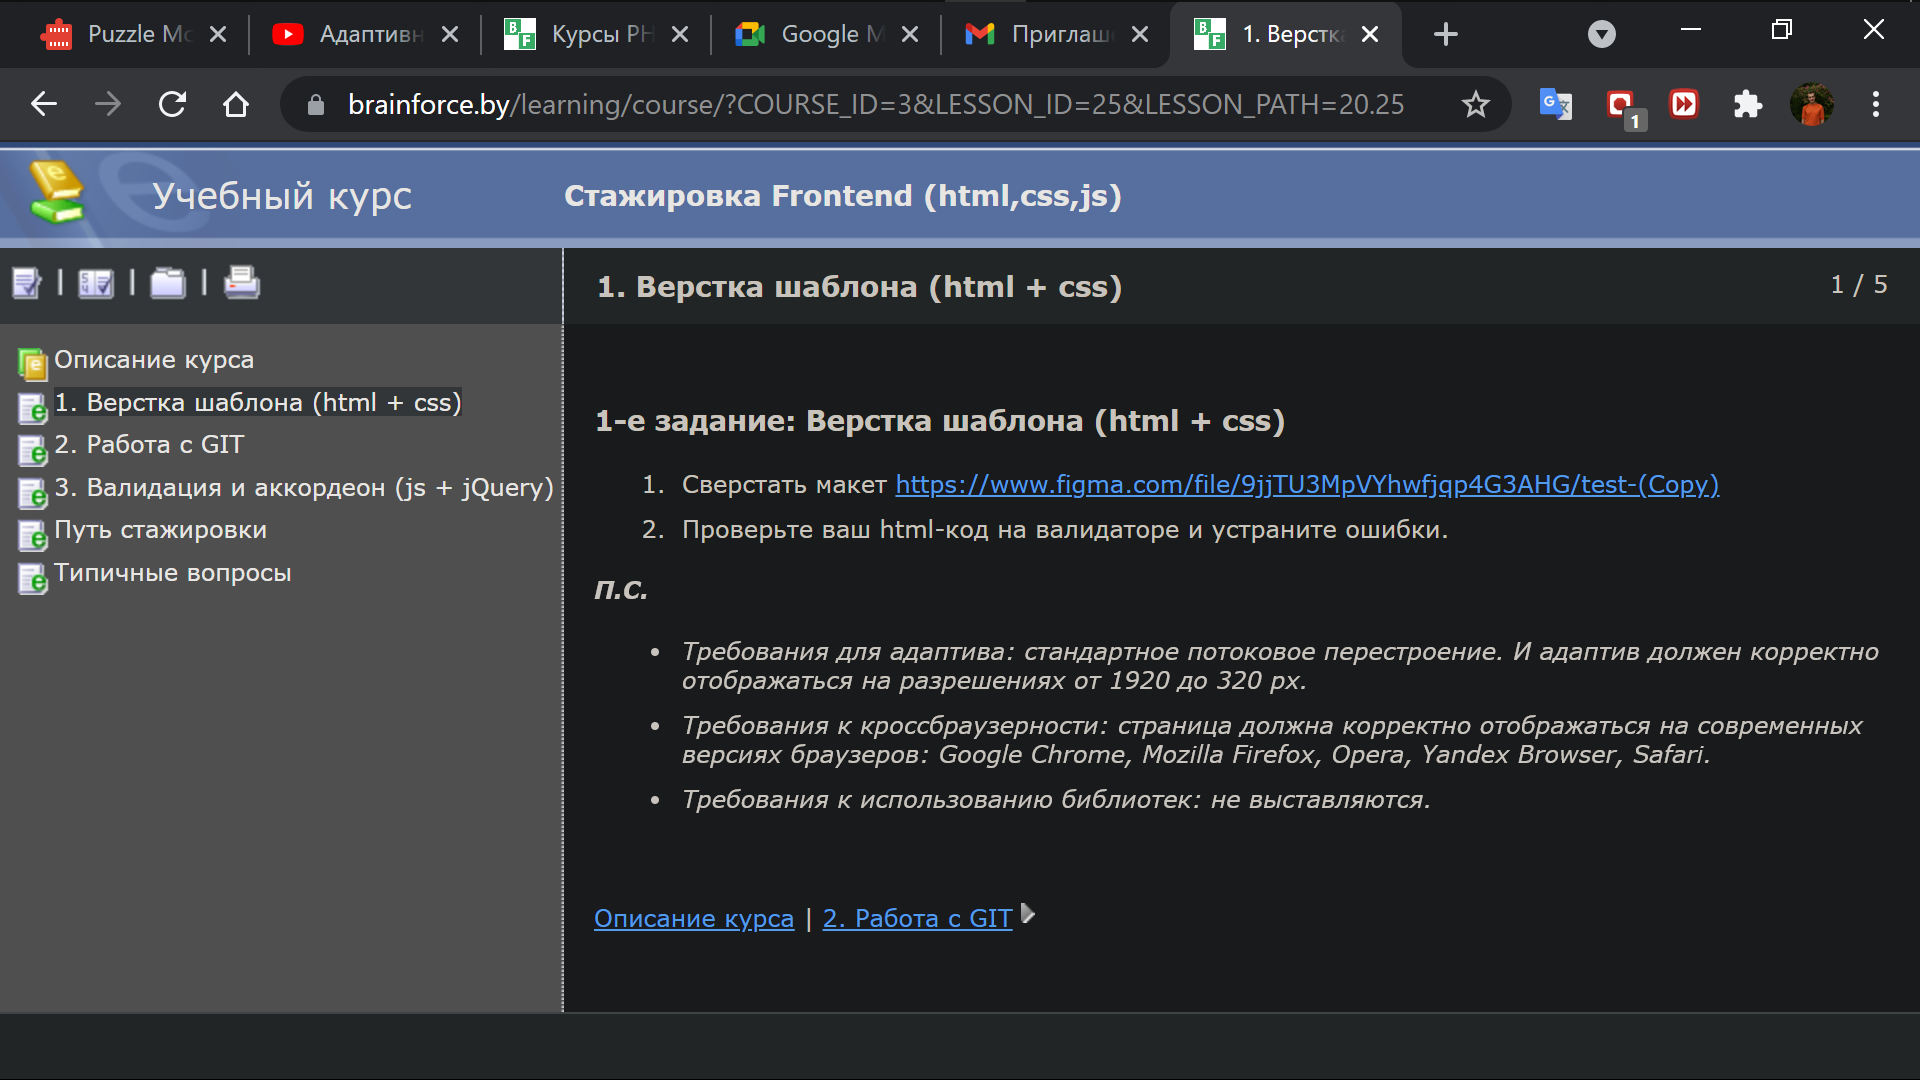 Puzzle Mo
Адаптивн
Курсы PH
Google M
Приглаш
1. Верстка
brainforce.by/learning/course/?COURSE_ID=3&LESSON_ID=25&LESSON_PATH=20.25
1
Учебный курс
Стажировка Frontend (html,css,js)
1. Верстка шаблона (html + css)
1 / 5
Описание курса
1. Верстка шаблона (html + css)
2. Работа с GIT
3. Валидация и аккордеон (js + jQuery)
Путь стажировки
Типичные вопросы
1-е задание: Верстка шаблона (html + css)
1. Сверстать макет https://www.figma.com/file/9jjTU3MpVYhwfjqp4G3AHG/test-(Copy)
2. Проверьте ваш html-код на валидаторе и устраните ошибки.
П.С.
• Требования для адаптива: стандартное потоковое перестроение. И адаптив должен корректно
отображаться на разрешениях от 1920 до 320 px.
• Требования к кроссбраузерности: страница должна корректно отображаться на современных
версиях браузеров: Google Chrome, Mozilla Firefox, Opera, Yandex Browser, Safari.
• Требования к использованию библиотек: не выставляются.
Описание курса | 2. Работа с GIT